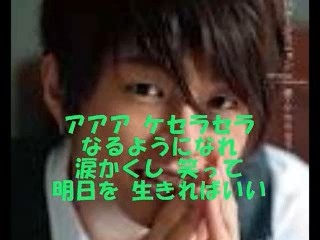 アアア ケセラセラ
なるようになれ
涙かくし 笑って
明日を 生きればいい